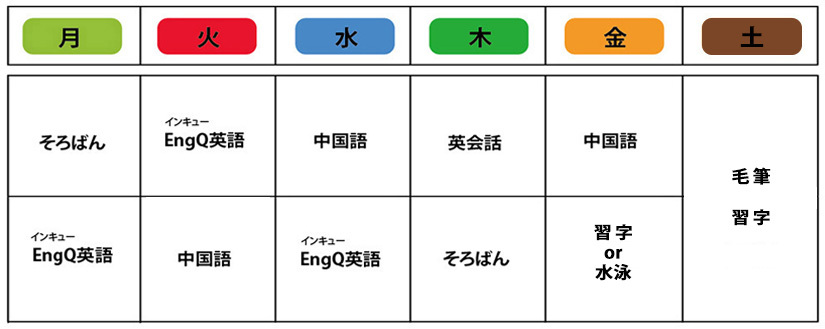 月 火 水 木 金 土
そろばん
インキュー
EngQ英語
中国語
英会話
中国語
毛筆
習字
インキュー
EngQ英語
中国語
インキュー
EngQ英語
そろばん
習字
or
水泳